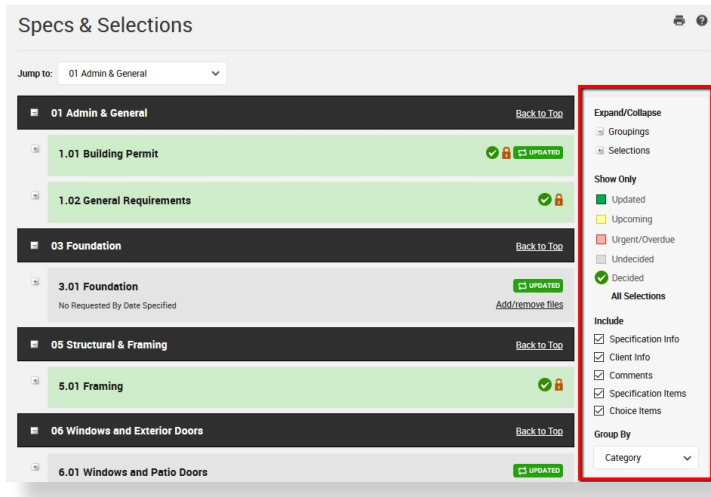 Specs & Selections
Jump to: 01 Admin & General
01 Admin & General Back to Top
1.01 Building Permit UPDATED
1.02 General Requirements
03 Foundation Back to Top
3.01 Foundation UPDATED
No Requested By Date Specified Add/remove files
05 Structural & Framing Back to Top
5.01 Framing
06 Windows and Exterior Doors Back to Top
6.01 Windows and Patio Doors UPDATED
Expand/Collapse
Groupings
Selections
Show Only
Updated
Upcoming
Urgent/Overdue
Undecided
Decided
All Selections
Include
Specification Info
Client Info
Comments
Specification Items
Choice Items
Group By
Category